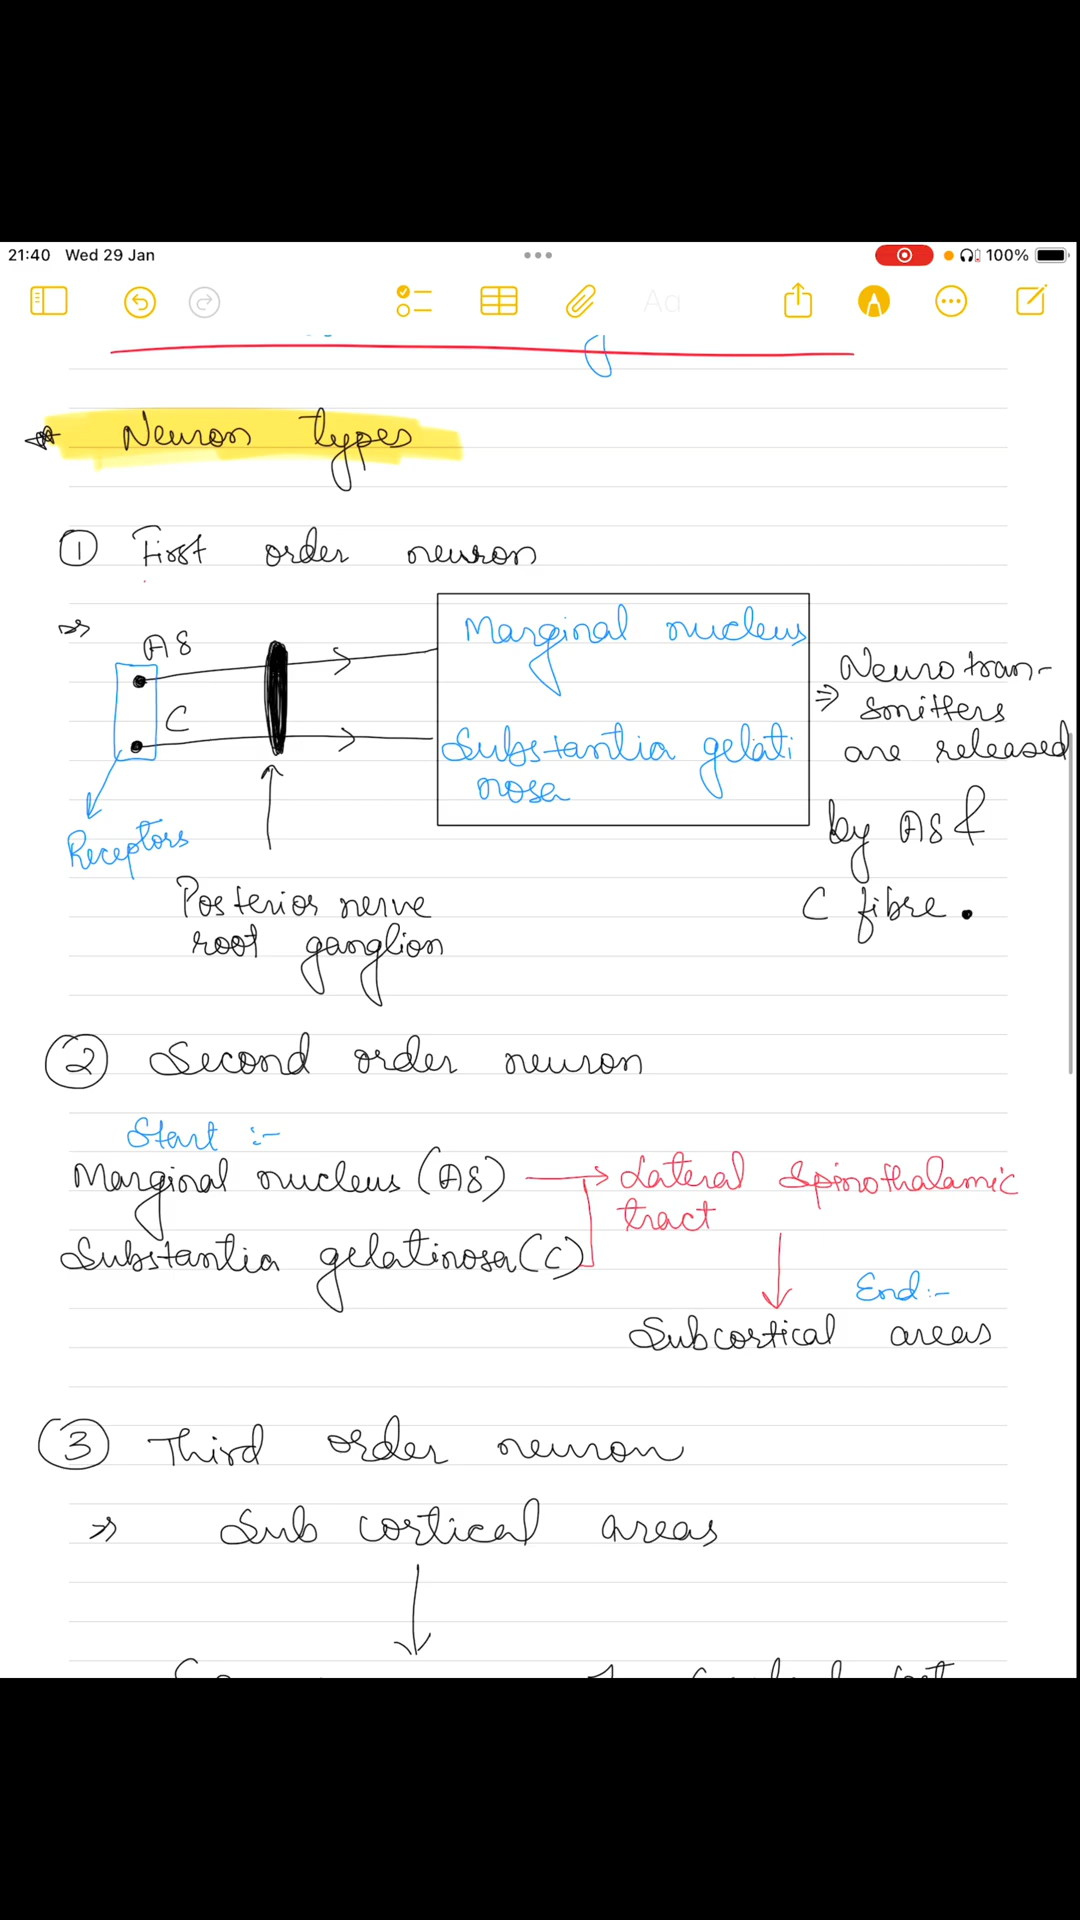 21:40 Wed 29 Jan
100%
Aa
Neuron types
① First order neuron
Aδ
C
Receptors
Posterior nerve
root ganglion
Marginal nucleus
Substantia gelati
nosa
⇒ Neurotran-
smitters
are released
by Aδ &
C fibre.
② Second order neuron
Start :-
Marginal nucleus (Aδ) → Lateral Spinothalamic
tract
Substantia gelatinosa (C)
End :-
Subcortical areas
③ Third order neuron
⇒ Sub cortical areas